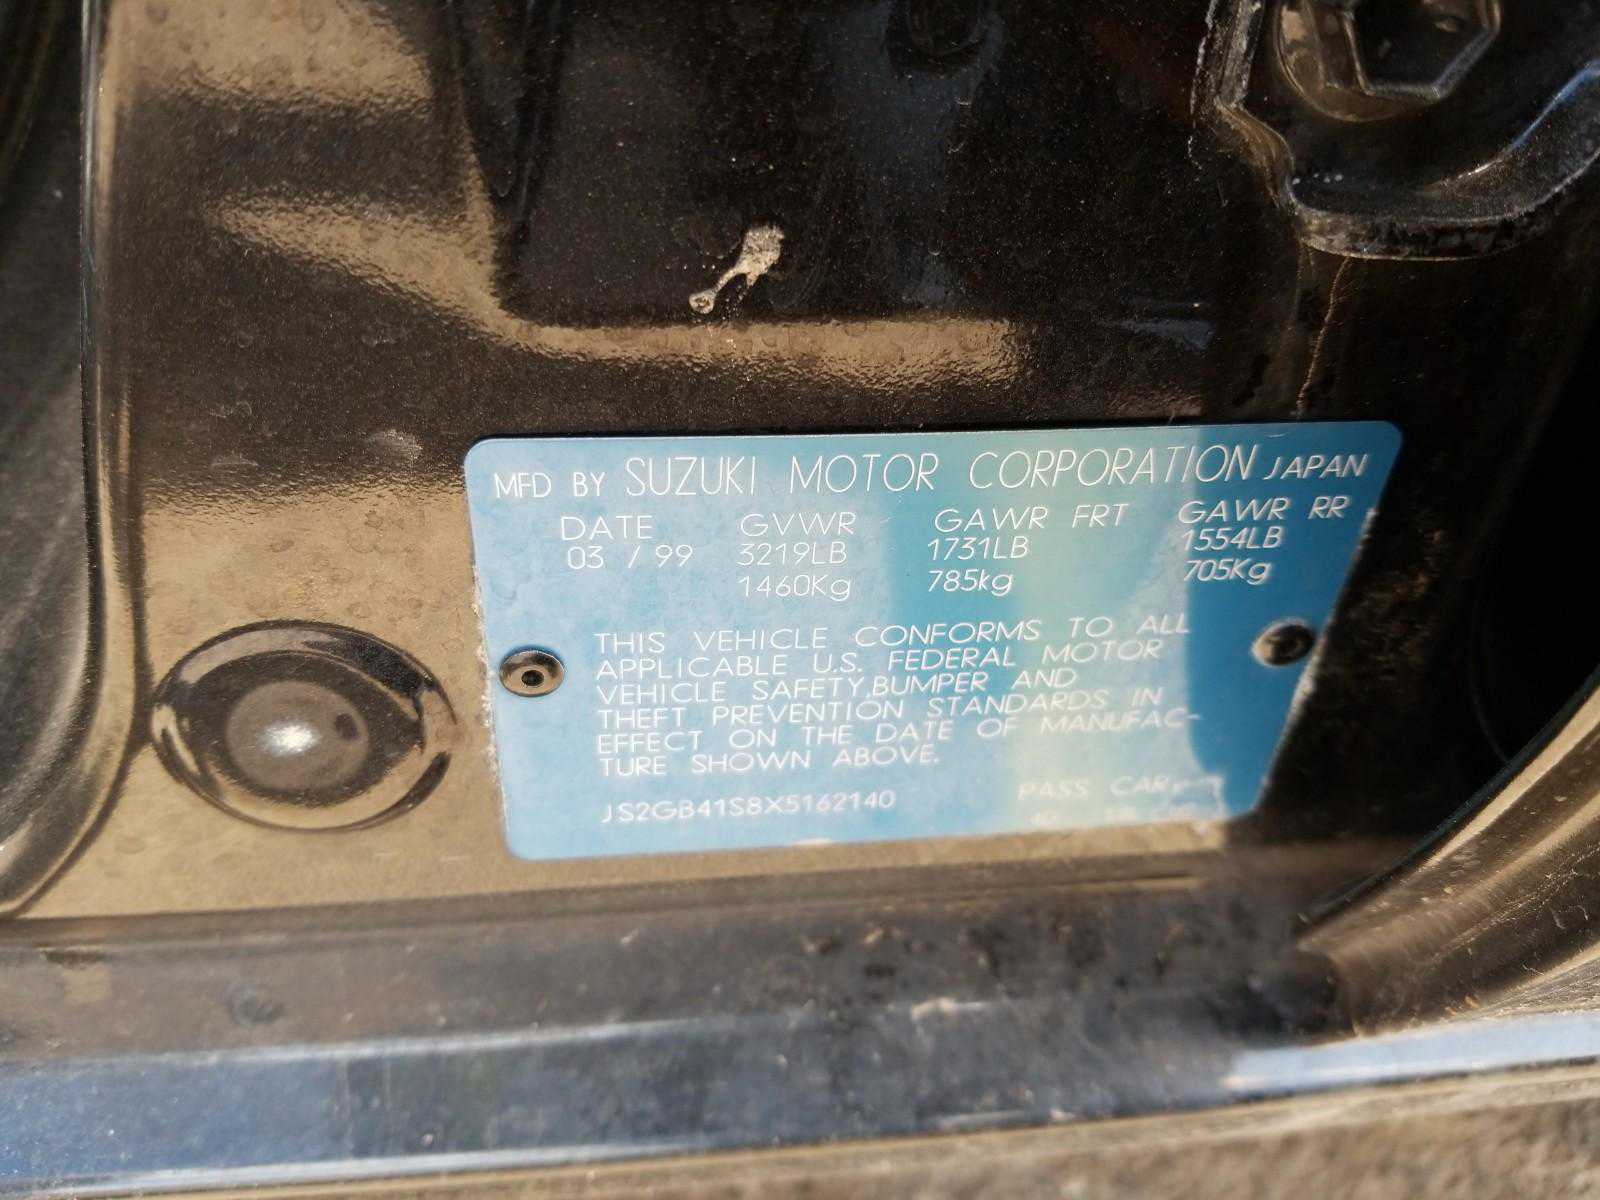 MFD BY SUZUKI MOTOR CORPORATION JAPAN
DATE GVWR GAWR FRT GAWR RR
03 / 99 3219LB 1731LB 1554LB
1460Kg 785kg 705Kg
THIS VEHICLE CONFORMS TO ALL
APPLICABLE U.S. FEDERAL MOTOR
VEHICLE SAFETY,BUMPER AND
THEFT PREVENTION STANDARDS IN
EFFECT ON THE DATE OF MANUFAC-
TURE SHOWN ABOVE.
JS2GB41S8X5162140 PASS CAR